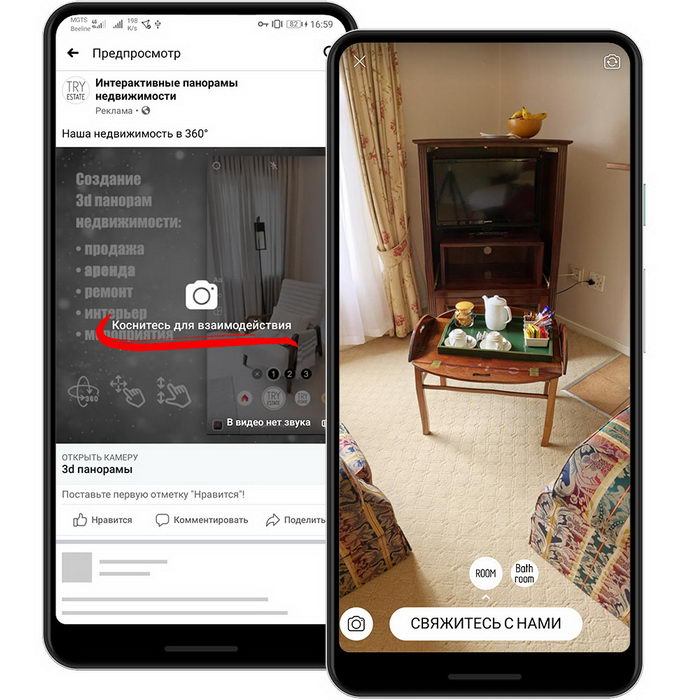 MGTS
Beeline
198
K/s
82
16:59
Предпросмотр
TRY
ESTATE
Интерактивные панорамы
недвижимости
Реклама •
Наша недвижимость в 360°
Создание
3d панорам
недвижимости:
• продажа
• аренда
• ремонт
• интерьер
• мероприятия
Коснитесь для взаимодействия
360
1 2 3
TRY
ESTATE
TRY
В видео нет звука
ОТКРЫТЬ КАМЕРУ
3d панорамы
Поставьте первую отметку "Нравится"!
Нравится
Комментировать
Поделить
ROOM
Bath
room
СВЯЖИТЕСЬ С НАМИ